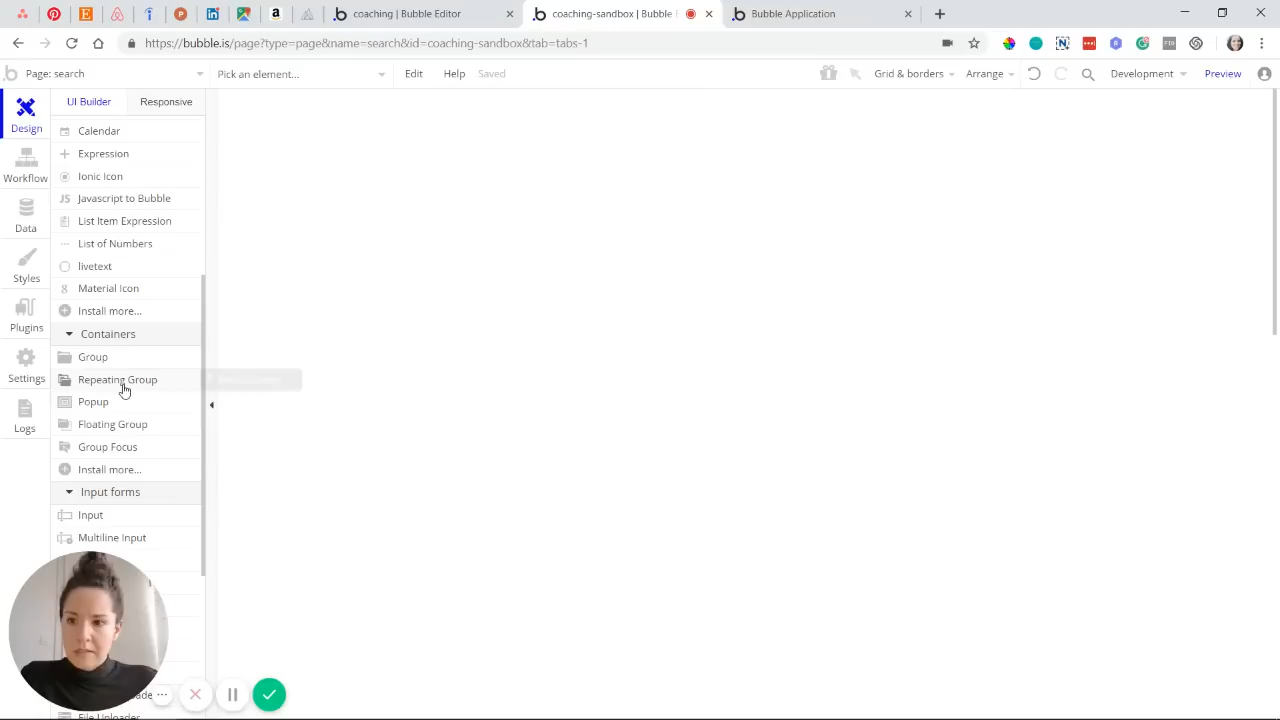 coaching | Bubble Editor
coaching-sandbox | Bubble E
Bubble Application
https://bubble.is/page?type=page&name=search&id=coaching-sandbox&tab=tabs-1
Page: search
Pick an element...
Edit
Help
Saved
Grid & borders
Arrange
Development
Preview
UI Builder
Responsive
Design
Workflow
Data
Styles
Plugins
Settings
Logs
Calendar
Expression
Ionic Icon
JS Javascript to Bubble
List Item Expression
List of Numbers
livetext
Material Icon
Install more...
Containers
Group
Repeating Group
Popup
Floating Group
Group Focus
Install more...
Input forms
Input
Multiline Input
File Uploader